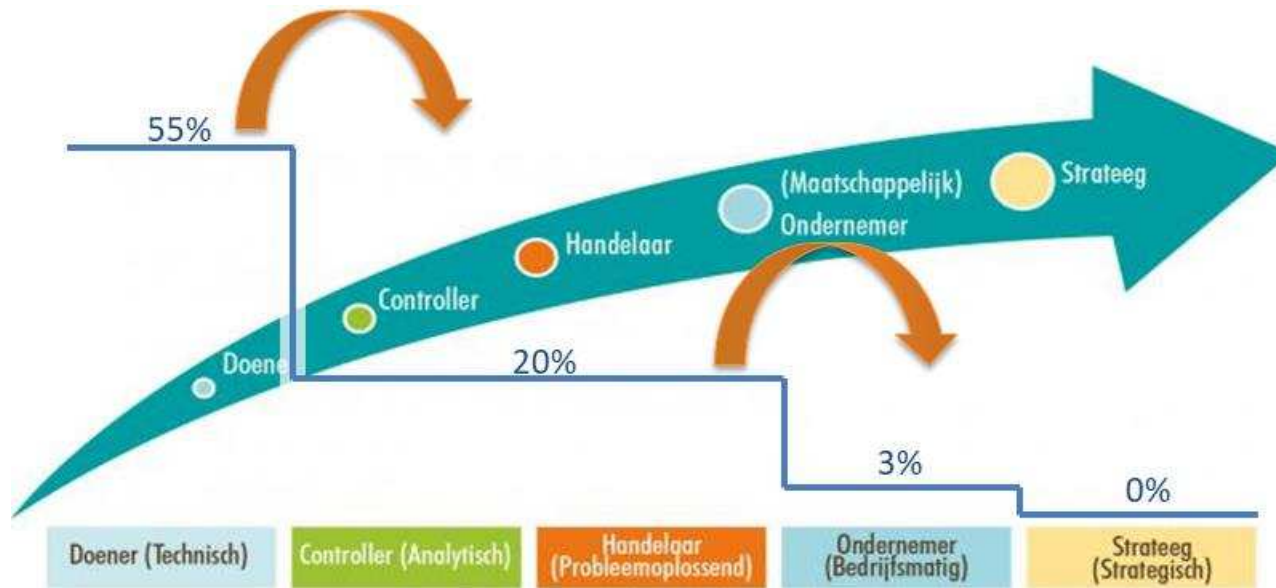 55%
(Maatschappelijk)
Ondernemer
Strateeg
Handelaar
Controller
Doene
20%
3%
0%
Doener (Technisch)
Controller (Analytisch)
Handelaar
(Probleemoplossend)
Ondernemer
(Bedrijfsmatig)
Strateeg
(Strategisch)